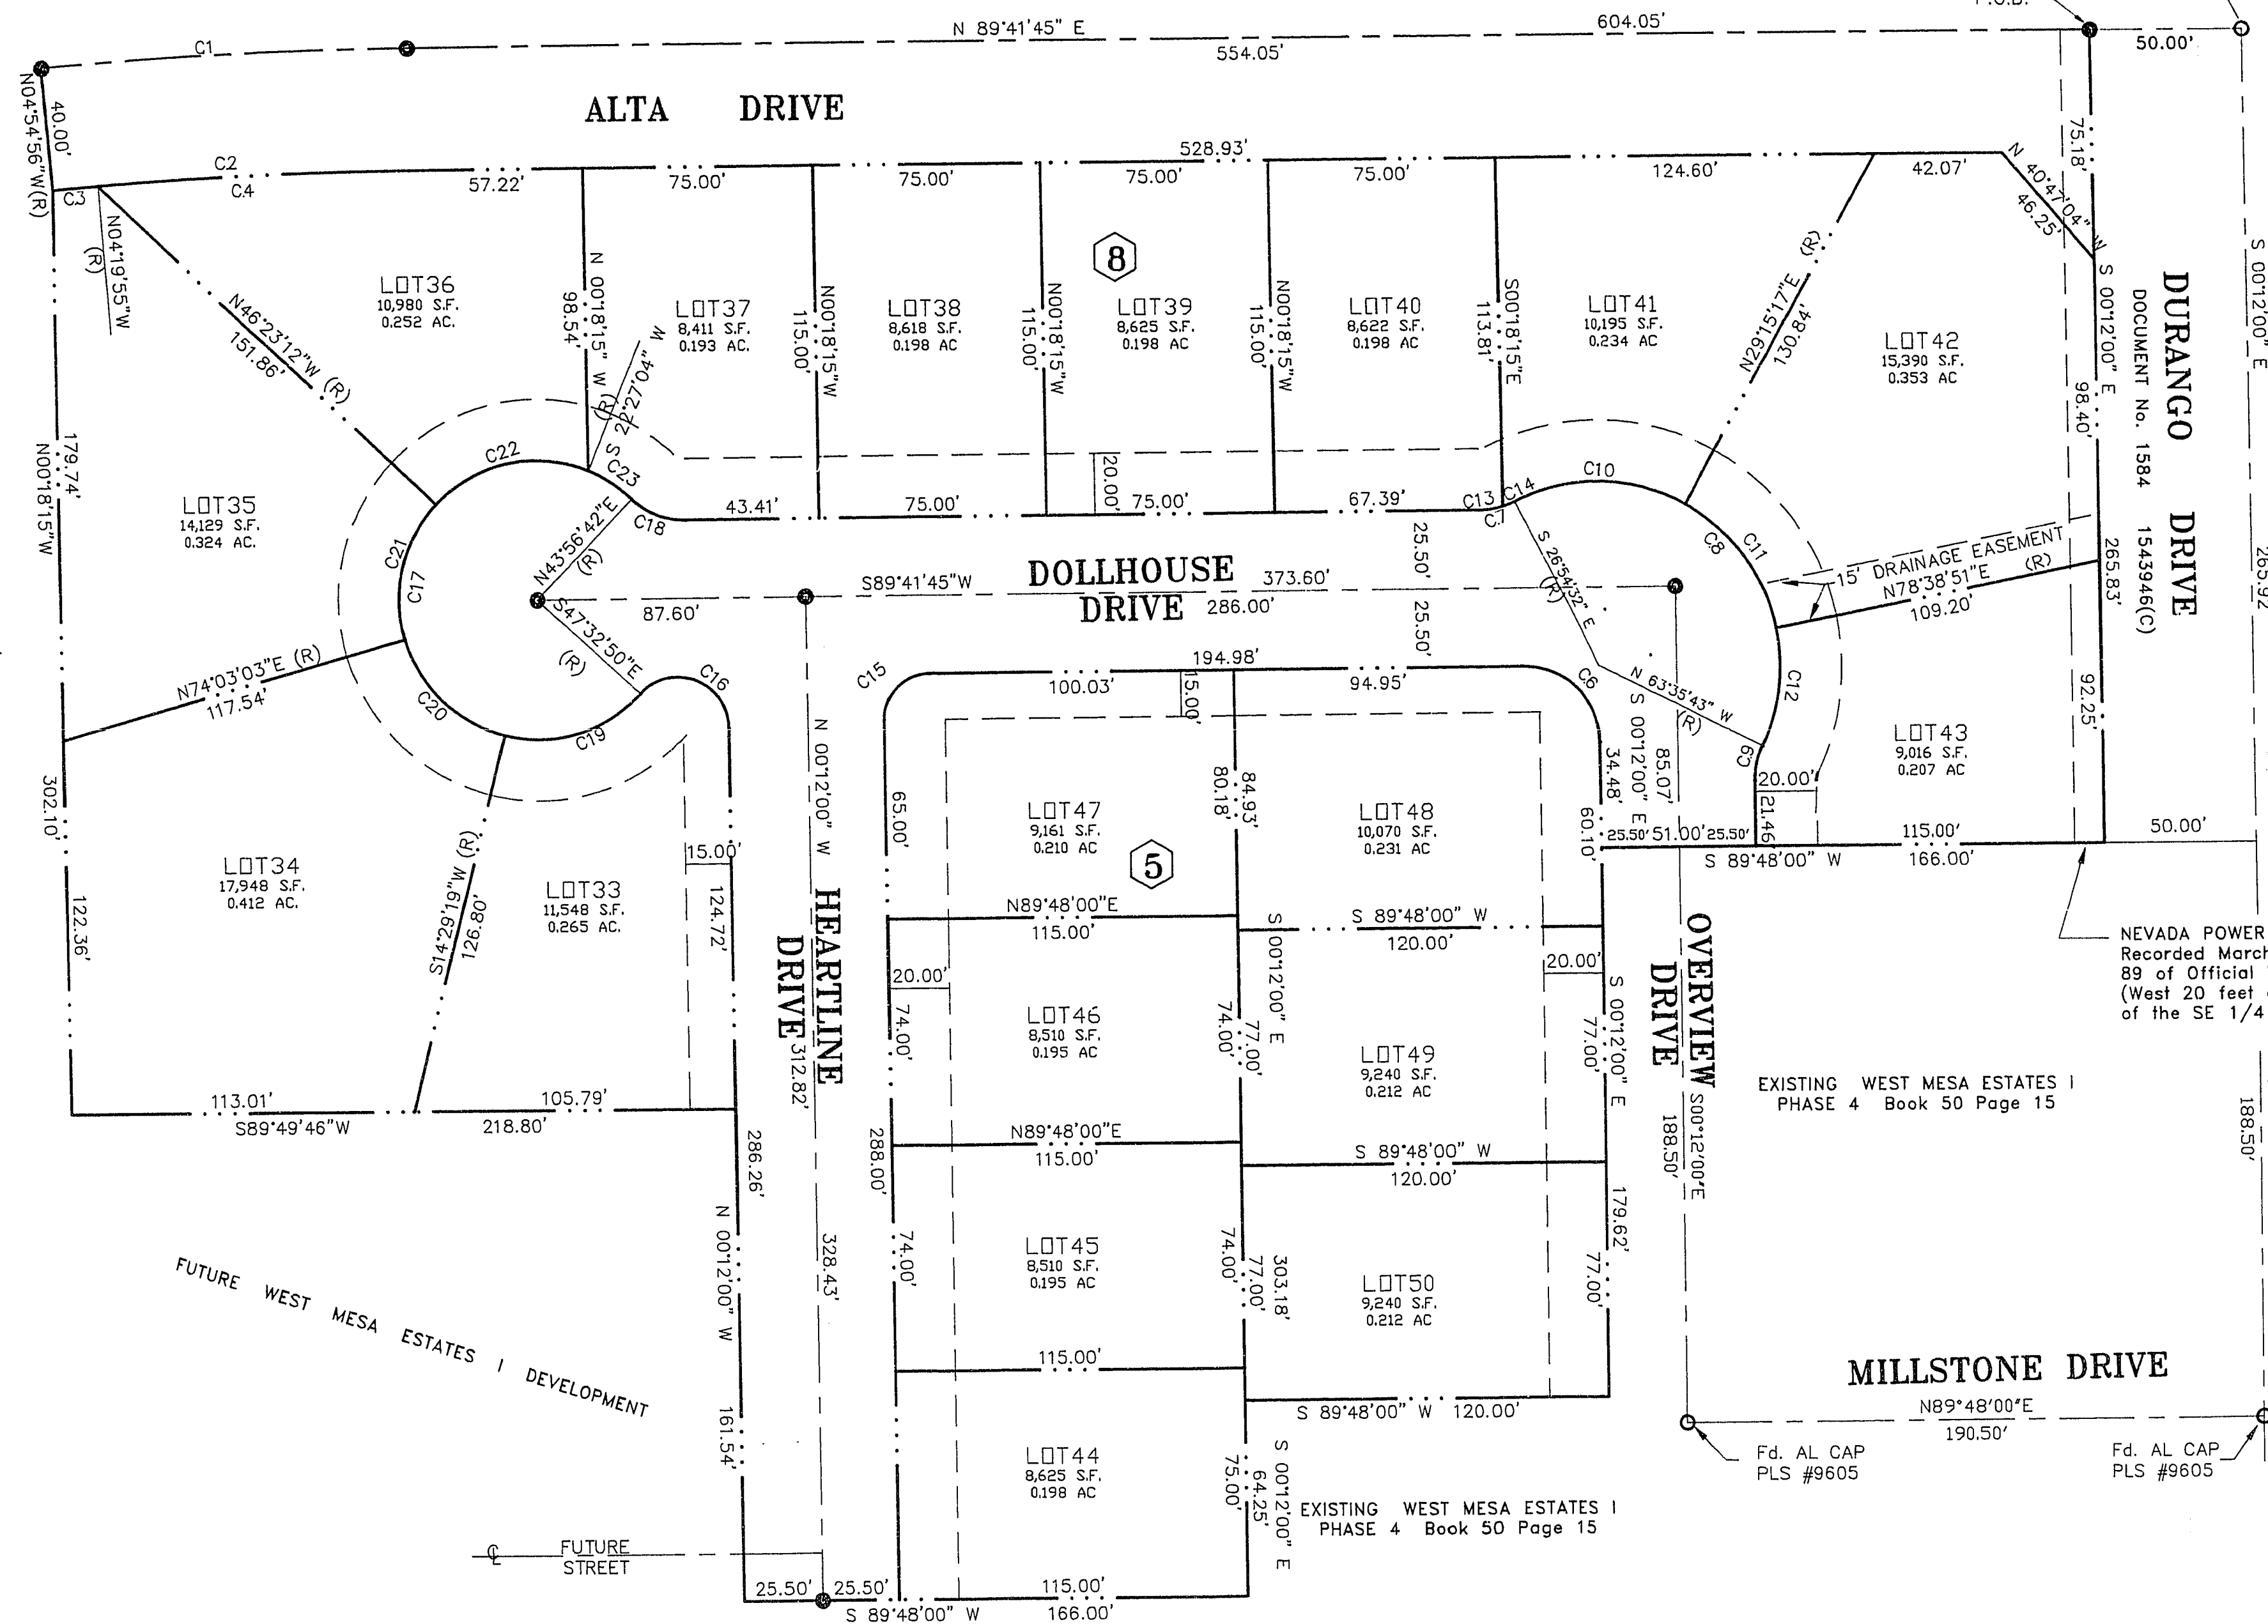 P.O.B.
C1
N 89°41'45" E
554.05'
604.05'
50.00'
40.00'
N04°54'56"W(R)
ALTA DRIVE
C2
C3
C4
57.22'
75.00'
75.00'
528.93'
75.00'
75.00'
124.60'
42.07'
N 40°47'04" W
46.25'
75.18'
N04°19'55"W
(R)
N46°23'12"W (R)
151.86'
LOT36
10,980 S.F.
0.252 AC.
N 00°18'15" W
98.54'
LOT37
8,411 S.F.
0.193 AC.
N00°18'15"W
115.00'
LOT38
8,618 S.F.
0.198 AC
N00°18'15"W
115.00'
8
LOT39
8,625 S.F.
0.198 AC
N00°18'15"W
115.00'
LOT40
8,622 S.F.
0.198 AC
S00°18'15"E
113.81'
LOT41
10,195 S.F.
0.234 AC
N29°15'17"E (R)
130.84'
LOT42
15,390 S.F.
0.353 AC
S 00°12'00" E
98.40'
DURANGO DRIVE
DOCUMENT No. 1584 1543946(C)
S 00°12'00" E
265.92
265.83'
S 22°27'04" W
(R)
179.74'
N00°18'15"W
LOT35
14,129 S.F.
0.324 AC.
C22
C23
C18
C21
C17
N43°56'42"E
(R)
43.41'
75.00'
20.00'
75.00'
67.39'
C13
C14
C7
C10
C8
C11
15' DRAINAGE EASEMENT
N78°38'51"E (R)
109.20'
S89°41'45"W
87.60'
DOLLHOUSE
DRIVE
373.60'
286.00'
25.50'
25.50'
S 26°54'32" E
(R)
S47°32'50"E
(R)
C16
C15
100.03'
194.98'
94.95'
15.00'
C6
N 63°35'43" W
(R)
C12
C9
92.25'
N74°03'03"E (R)
117.54'
C20
C19
302.10'
LOT34
17,948 S.F.
0.412 AC.
122.36'
S14°29'19"W (R)
126.80'
LOT33
11,548 S.F.
0.265 AC.
15.00'
124.72'
N 00°12'00" W
HEARTLINE
DRIVE
312.82'
65.00'
LOT47
9,161 S.F.
0.210 AC
80.18'
84.93'
5
LOT48
10,070 S.F.
0.231 AC
34.48'
60.10'
S 00°12'00" E
85.07'
25.50' 51.00' 25.50'
20.00'
21.46'
LOT43
9,016 S.F.
0.207 AC
115.00'
50.00'
S 89°48'00" W
166.00'
N89°48'00"E
115.00'
S 89°48'00" W
120.00'
20.00'
20.00'
S 00°12'00" E
LOT46
8,510 S.F.
0.195 AC
74.00'
74.00'
77.00'
LOT49
9,240 S.F.
0.212 AC
77.00'
S 00°12'00" E
OVERVIEW
DRIVE
S00°12'00"E
188.50'
NEVADA POWER
Recorded March
89 of Official
(West 20 feet
of the SE 1/4
EXISTING WEST MESA ESTATES I
PHASE 4 Book 50 Page 15
188.50'
113.01'
105.79'
S89°49'46"W
218.80'
286.26'
288.00'
N89°48'00"E
115.00'
S 89°48'00" W
120.00'
179.62'
N 00°12'00" W
161.54'
328.43'
74.00'
LOT45
8,510 S.F.
0.195 AC
74.00'
77.00'
303.18'
LOT50
9,240 S.F.
0.212 AC
77.00'
FUTURE WEST MESA ESTATES I DEVELOPMENT
115.00'
S 89°48'00" W 120.00'
MILLSTONE DRIVE
N89°48'00"E
190.50'
Fd. AL CAP
PLS #9605
Fd. AL CAP
PLS #9605
LOT44
8,625 S.F.
0.198 AC
75.00'
64.25'
S 00°12'00" E
EXISTING WEST MESA ESTATES I
PHASE 4 Book 50 Page 15
FUTURE
STREET
25.50'
25.50'
115.00'
S 89°48'00" W
166.00'